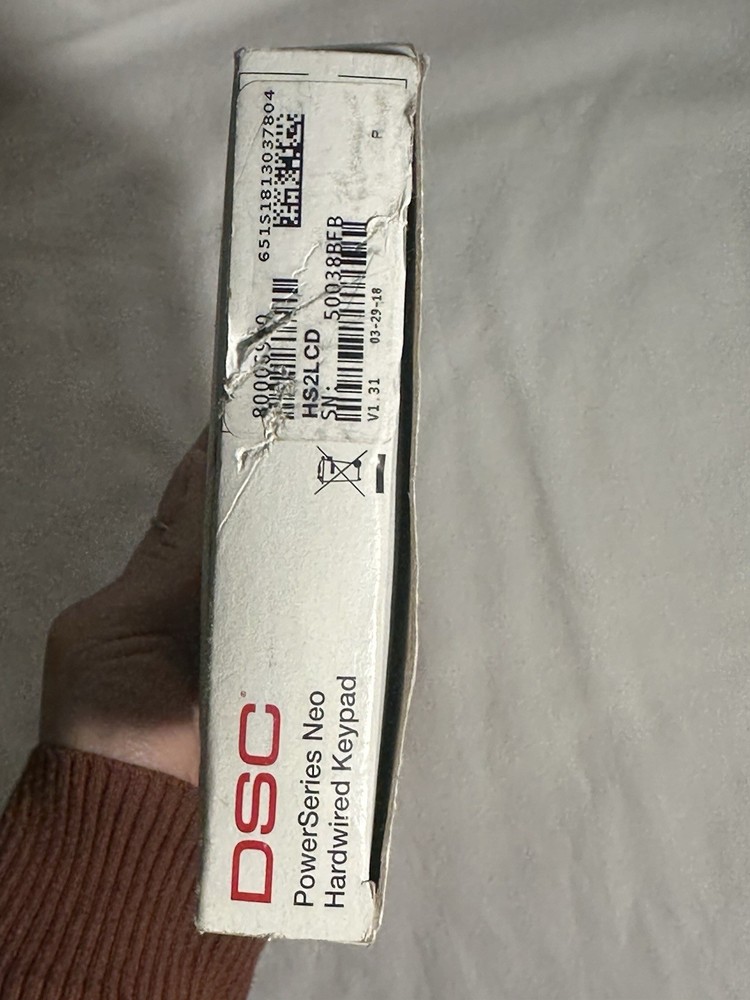 651S1813037804
P
HS2LCD
SN: 50038BFB
V1.31 03-29-18
DSC®
PowerSeries Neo
Hardwired Keypad